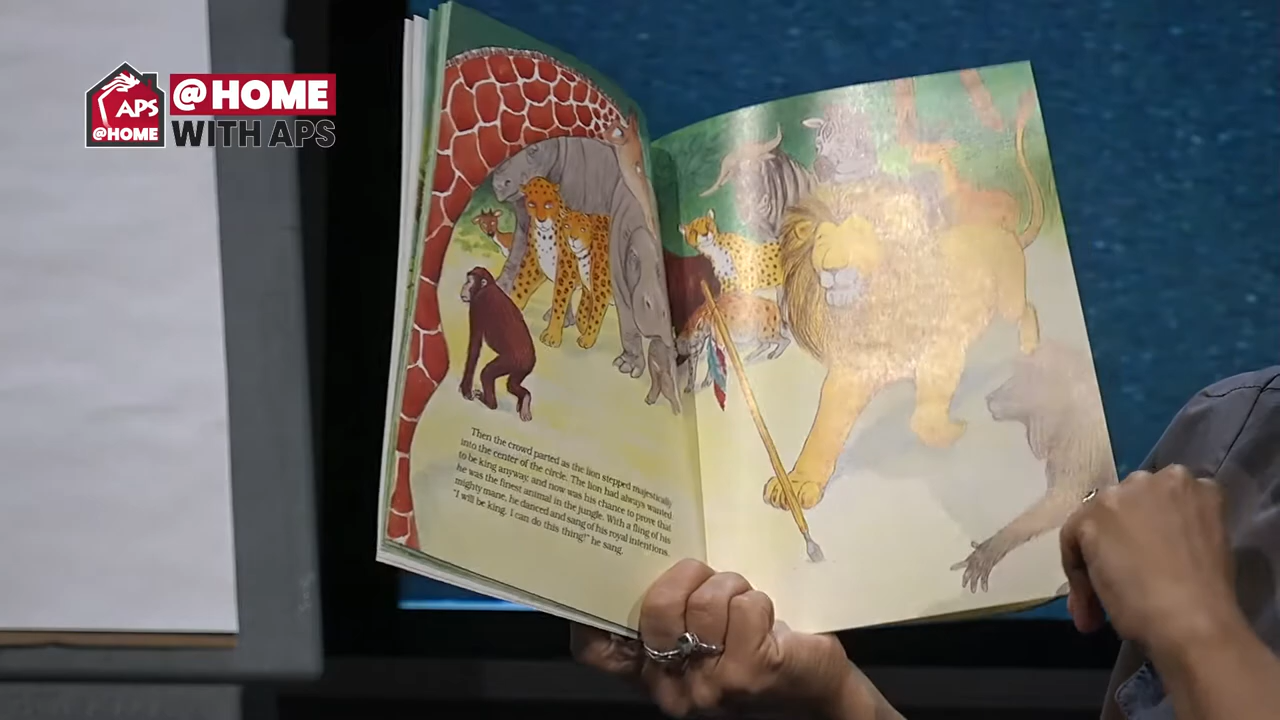 APS
@HOME
@HOME
WITH APS
Then the crowd parted as the lion stepped majestically
into the center of the circle. The lion had always wanted
to be king anyway, and now was his chance to prove that
he was the finest animal in the jungle. With a fling of his
mighty mane, he danced and sang of his royal intentions.
"I will be king. I can do this thing!" he sang.